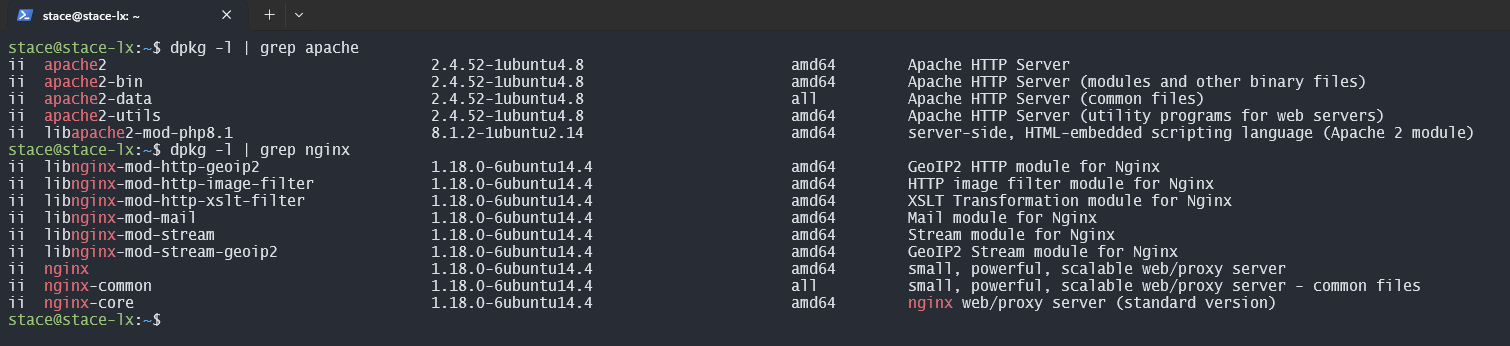 stace@stace-lx: ~
stace@stace-lx:~$ dpkg -l | grep apache
ii  apache2  2.4.52-1ubuntu4.8  amd64  Apache HTTP Server
ii  apache2-bin  2.4.52-1ubuntu4.8  amd64  Apache HTTP Server (modules and other binary files)
ii  apache2-data  2.4.52-1ubuntu4.8  all  Apache HTTP Server (common files)
ii  apache2-utils  2.4.52-1ubuntu4.8  amd64  Apache HTTP Server (utility programs for web servers)
ii  libapache2-mod-php8.1  8.1.2-1ubuntu2.14  amd64  server-side, HTML-embedded scripting language (Apache 2 module)
stace@stace-lx:~$ dpkg -l | grep nginx
ii  libnginx-mod-http-geoip2  1.18.0-6ubuntu14.4  amd64  GeoIP2 HTTP module for Nginx
ii  libnginx-mod-http-image-filter  1.18.0-6ubuntu14.4  amd64  HTTP image filter module for Nginx
ii  libnginx-mod-http-xslt-filter  1.18.0-6ubuntu14.4  amd64  XSLT Transformation module for Nginx
ii  libnginx-mod-mail  1.18.0-6ubuntu14.4  amd64  Mail module for Nginx
ii  libnginx-mod-stream  1.18.0-6ubuntu14.4  amd64  Stream module for Nginx
ii  libnginx-mod-stream-geoip2  1.18.0-6ubuntu14.4  amd64  GeoIP2 Stream module for Nginx
ii  nginx  1.18.0-6ubuntu14.4  amd64  small, powerful, scalable web/proxy server
ii  nginx-common  1.18.0-6ubuntu14.4  all  small, powerful, scalable web/proxy server - common files
ii  nginx-core  1.18.0-6ubuntu14.4  amd64  nginx web/proxy server (standard version)
stace@stace-lx:~$